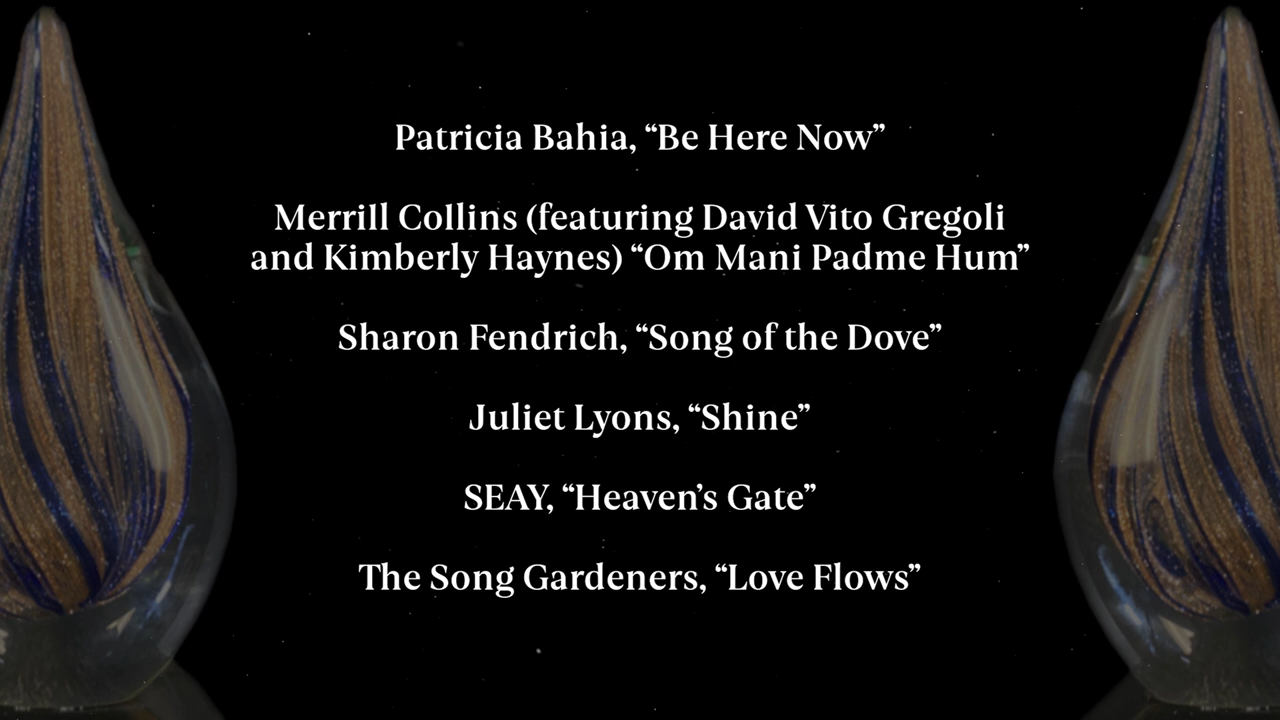 Patricia Bahia, “Be Here Now”
Merrill Collins (featuring David Vito Gregoli
and Kimberly Haynes) “Om Mani Padme Hum”
Sharon Fendrich, “Song of the Dove”
Juliet Lyons, “Shine”
SEAY, “Heaven’s Gate”
The Song Gardeners, “Love Flows”